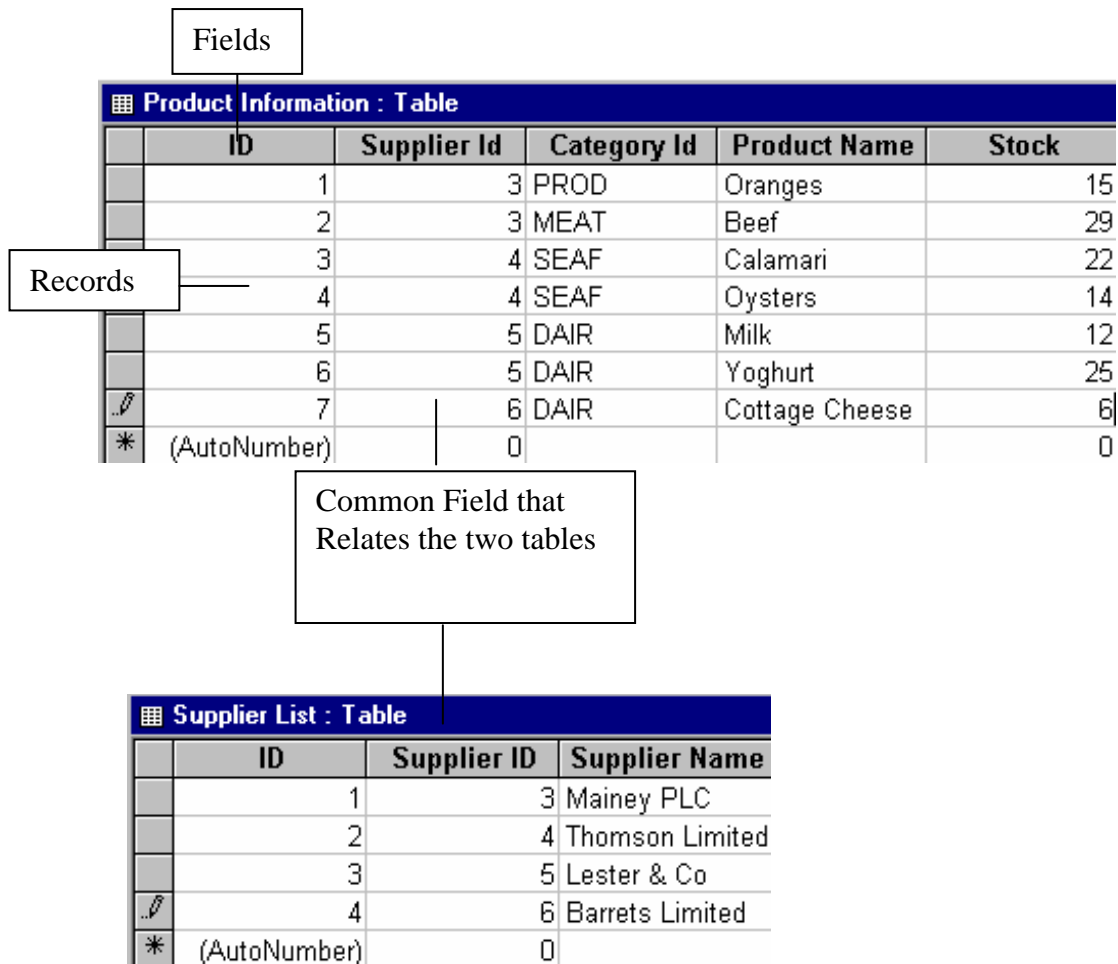 Fields
Product Information : Table
ID Supplier Id Category Id Product Name Stock
1 3 PROD Oranges 15
2 3 MEAT Beef 29
3 4 SEAF Calamari 22
Records
4 4 SEAF Oysters 14
5 5 DAIR Milk 12
6 5 DAIR Yoghurt 25
7 6 DAIR Cottage Cheese 6
(AutoNumber) 0 0
Common Field that
Relates the two tables
Supplier List : Table
ID Supplier ID Supplier Name
1 3 Mainey PLC
2 4 Thomson Limited
3 5 Lester & Co
4 6 Barrets Limited
(AutoNumber) 0